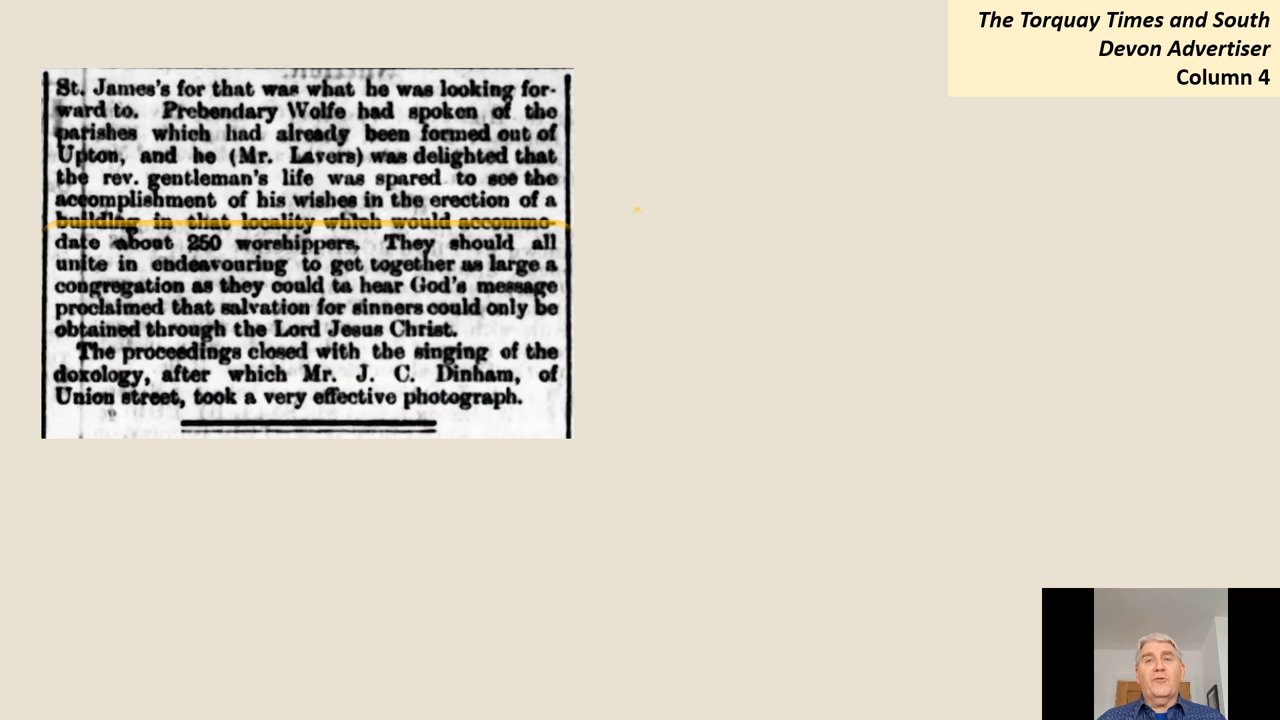 The Torquay Times and South
Devon Advertiser
Column 4
St. James's for that was what he was looking for-
ward to. Prebendary Wolfe had spoken of the
parishes which had already been formed out of
Upton, and he (Mr. Lavers) was delighted that
the rev. gentleman's life was spared to see the
accomplishment of his wishes in the erection of a
building in that locality which would accommo-
date about 250 worshippers. They should all
unite in endeavouring to get together as large a
congregation as they could ta hear God's message
proclaimed that salvation for sinners could only be
obtained through the Lord Jesus Christ.
The proceedings closed with the singing of the
doxology, after which Mr. J. C. Dinham, of
Union street, took a very effective photograph.